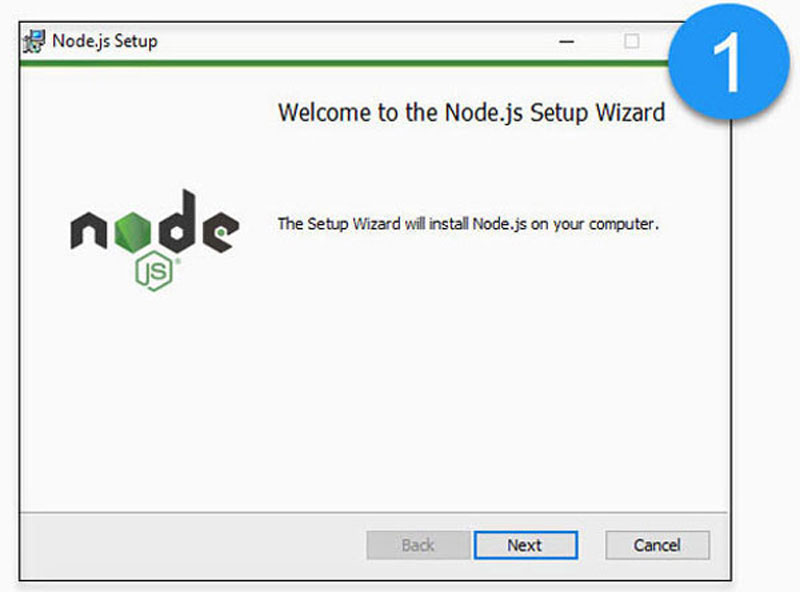 Node.js Setup
1
Welcome to the Node.js Setup Wizard
node
JS®
The Setup Wizard will install Node.js on your computer.
Back
Next
Cancel